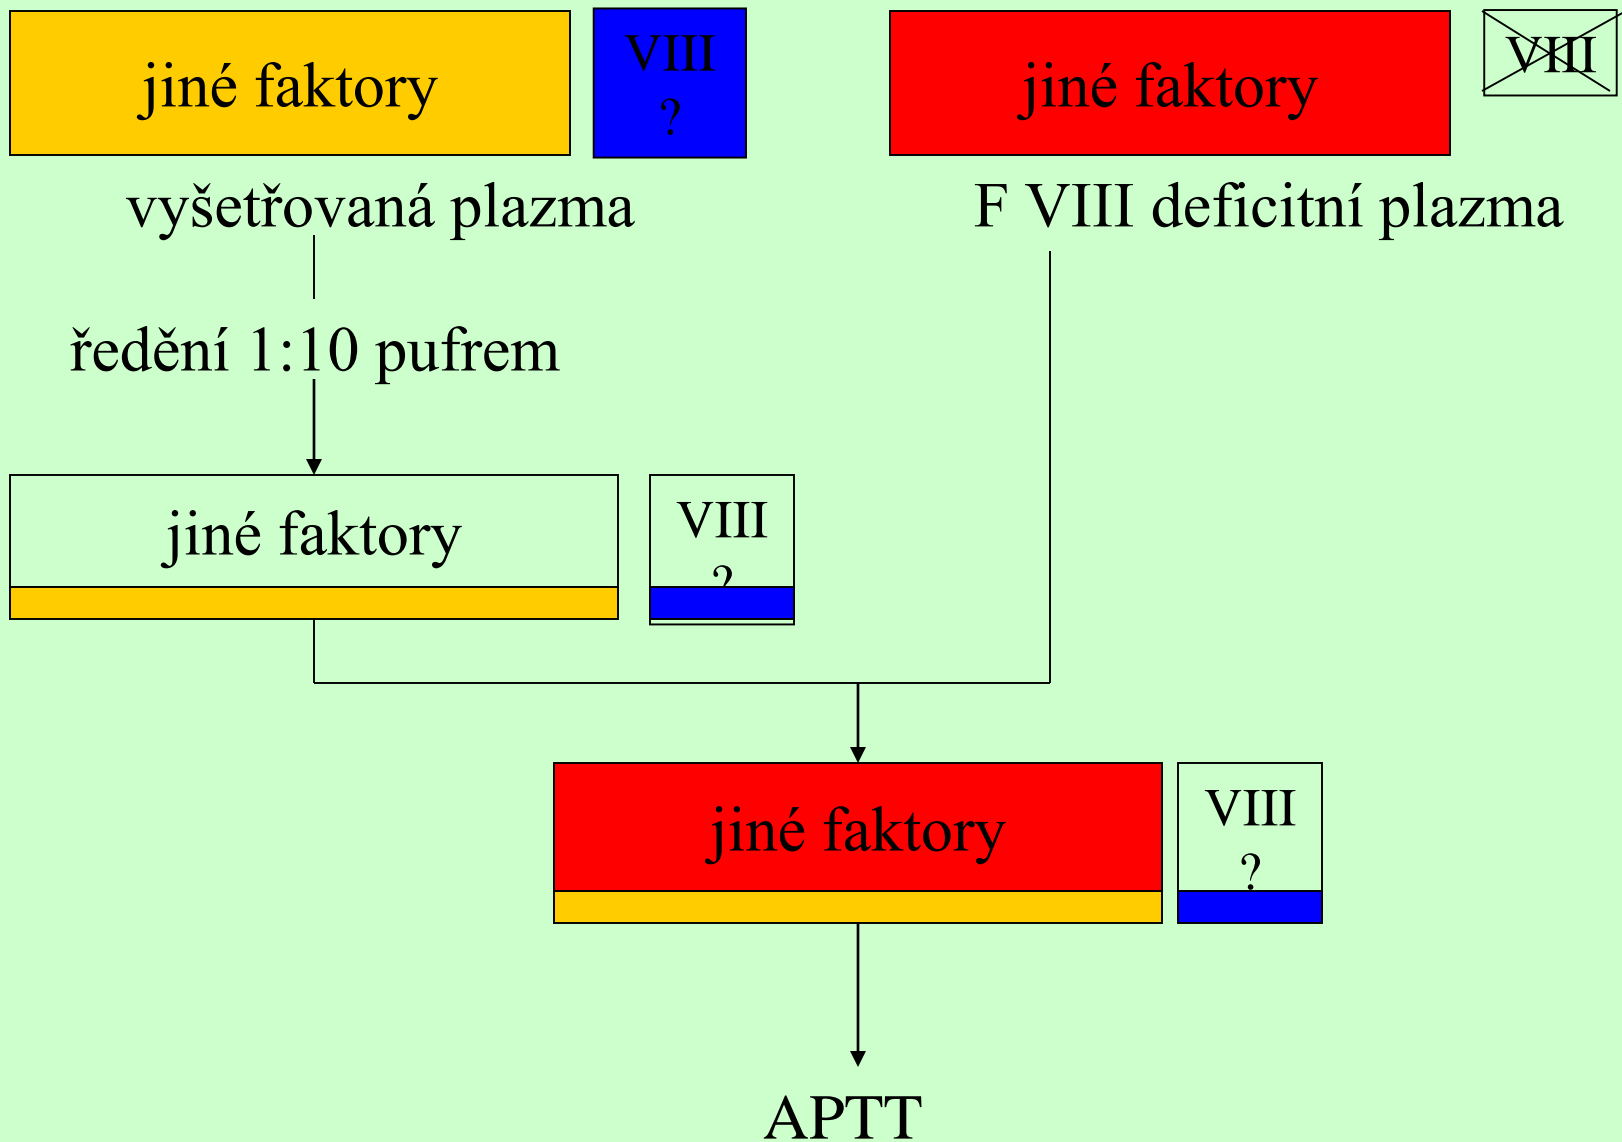 jiné faktory
VIII
?
jiné faktory
VIII
vyšetřovaná plazma
F VIII deficitní plazma
ředění 1:10 pufrem
jiné faktory
VIII
?
jiné faktory
VIII
?
APTT